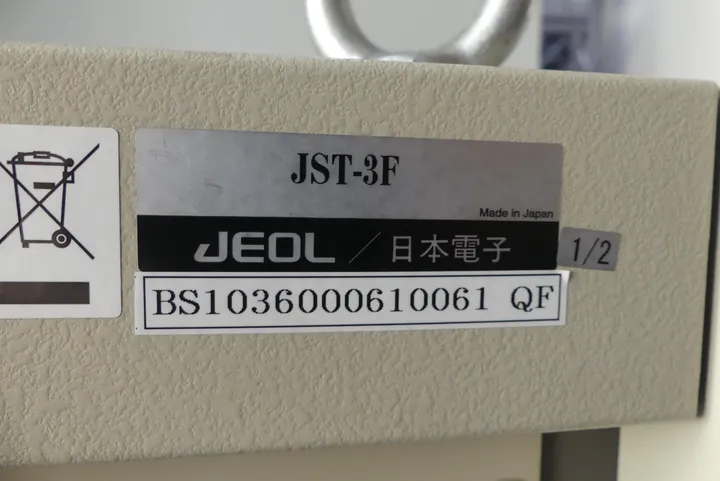 JST-3F
Made in Japan
JEOL / 日本電子
1/2
BS1036000610061 QF